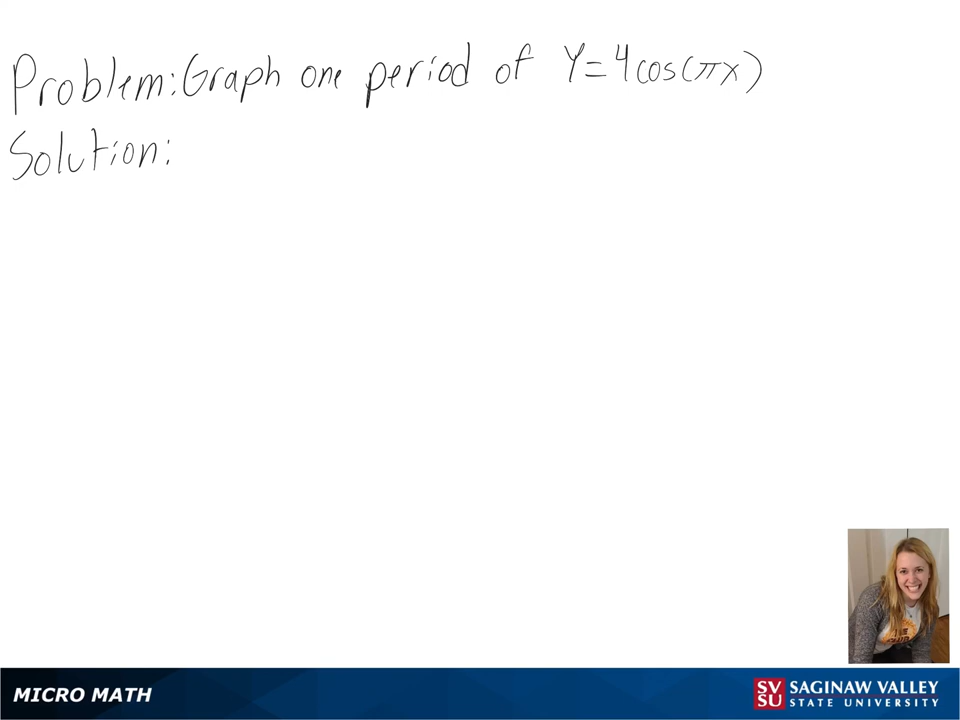 Problem: Graph one period of Y=4cos(πx)
Solution:
MICRO MATH
SVSU SAGINAW VALLEY
STATE UNIVERSITY